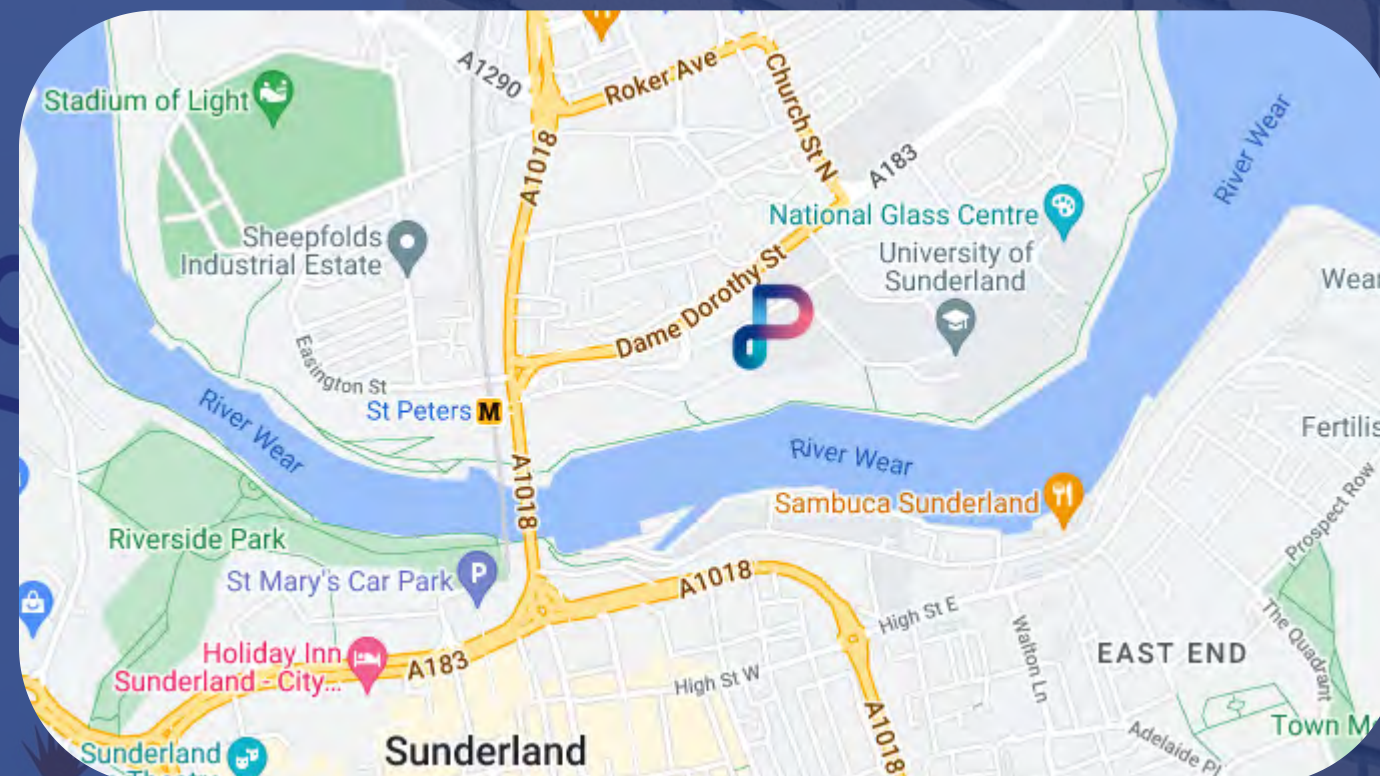 A1290
Roker Ave
Stadium of Light
Church St N
A1018
A183
River Wear
National Glass Centre
Sheepfolds
Industrial Estate
University of
Sunderland
Dame Dorothy St
P
Easington St
St Peters M
River Wear
A1018
River Wear
Sambuca Sunderland
Prospect Row
Riverside Park
St Mary's Car Park P
A1018
High St E
The Quadrant
Walton Ln
EAST END
Holiday Inn
Sunderland - City...
A183
High St W
A1018
Adelaide Pl
Sunderland
Sunderland